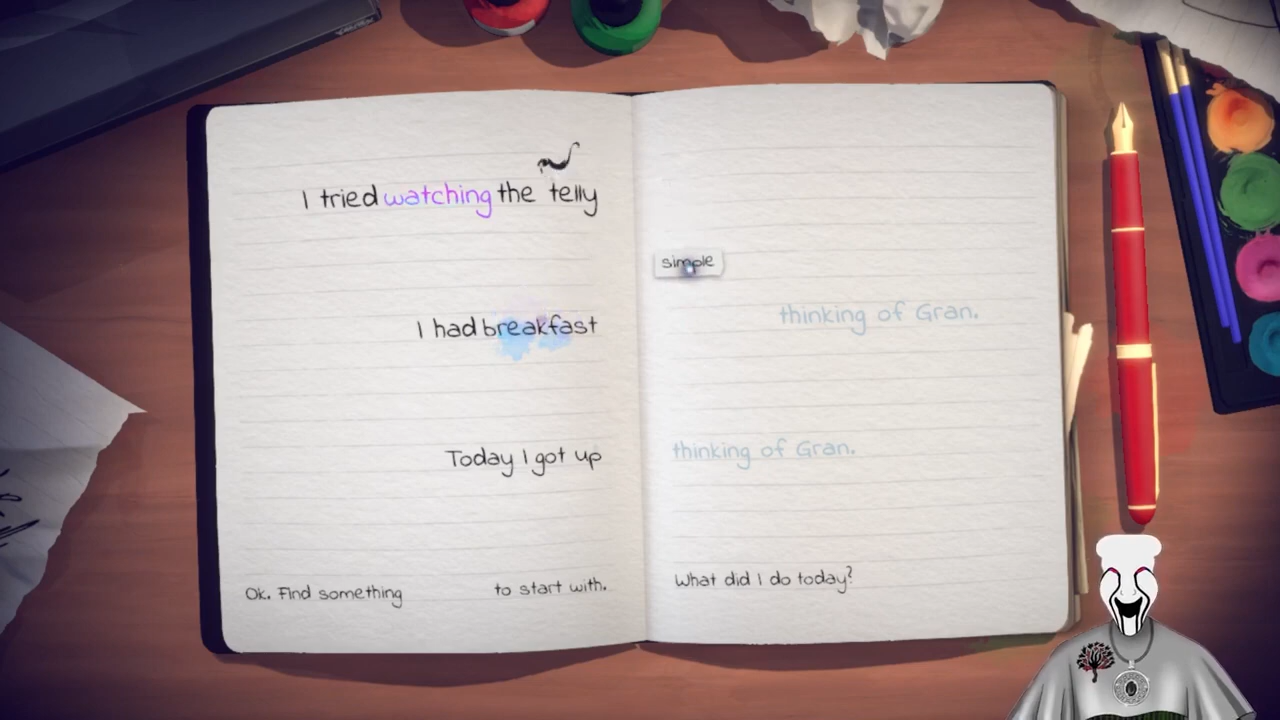 I tried watching the telly
simple
I had breakfast
thinking of Gran.
Today I got up
thinking of Gran.
Ok. Find something to start with.
What did I do today?